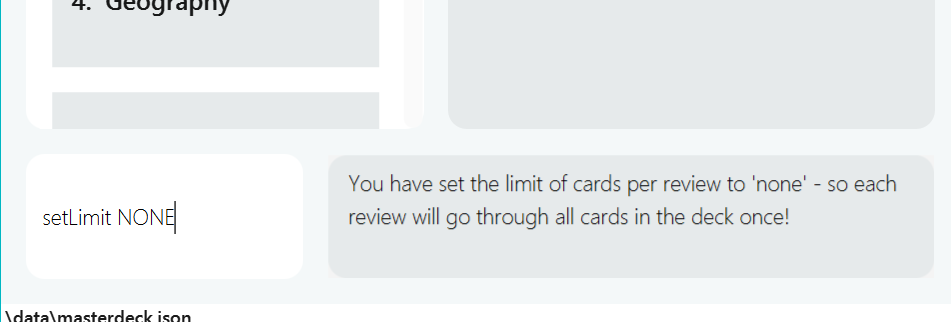 4. Geography
setLimit NONE
You have set the limit of cards per review to 'none' - so each
review will go through all cards in the deck once!
\data\masterdeck.json